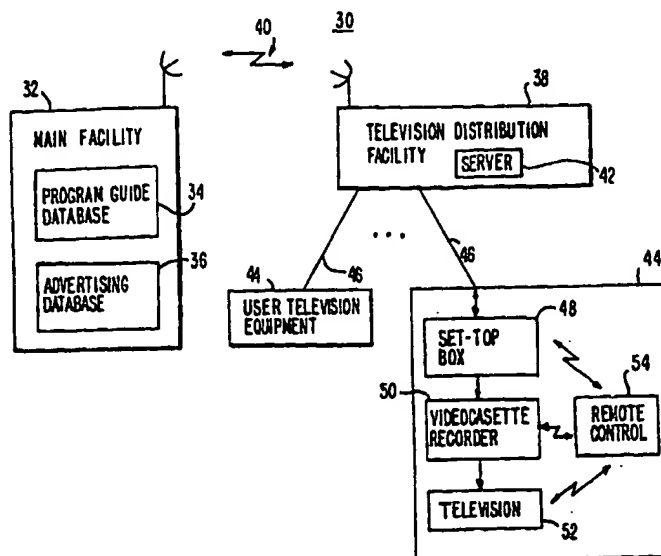 30
40
32
38
MAIN FACILITY
TELEVISION DISTRIBUTION
FACILITY
SERVER
42
PROGRAM GUIDE
DATABASE
34
36
ADVERTISING
DATABASE
...
46
46
44
44
USER TELEVISION
EQUIPMENT
48
SET-TOP
BOX
54
50
VIDEOCASETTE
RECORDER
REMOTE
CONTROL
TELEVISION
52